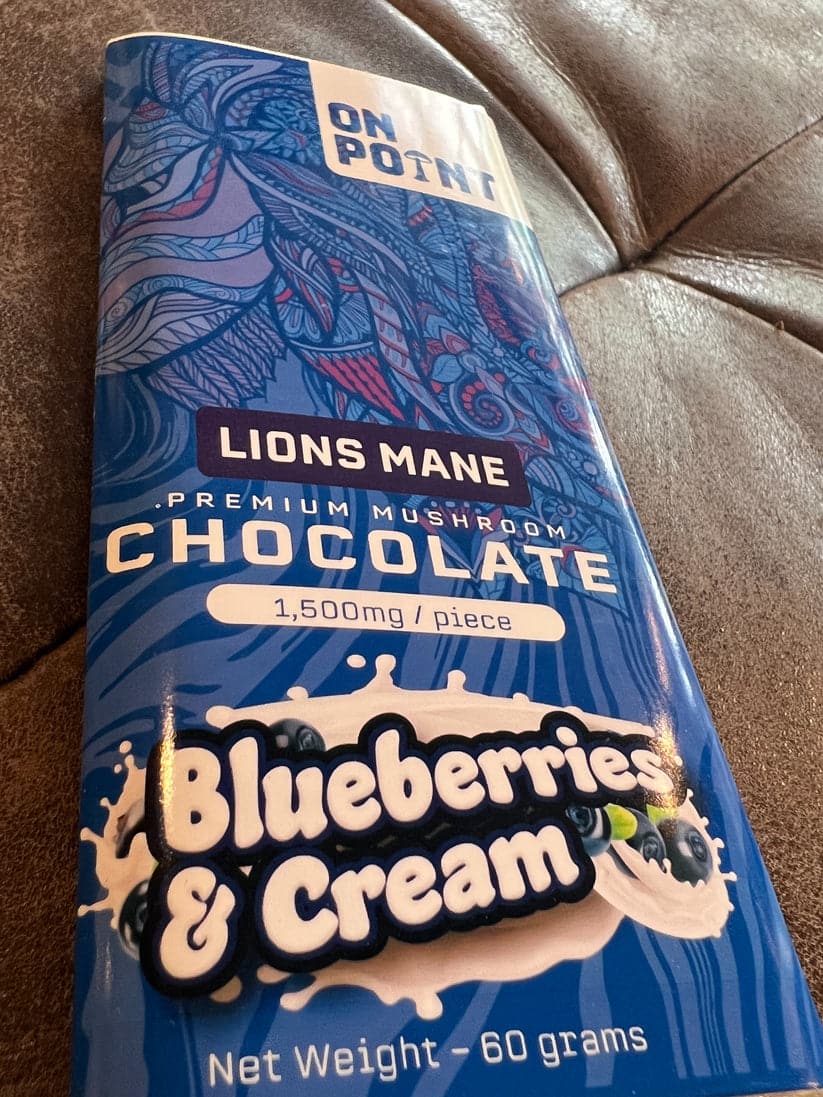 ON
POINT
LIONS MANE
PREMIUM MUSHROOM
CHOCOLATE
1,500mg / piece
Blueberries
& Cream
Net Weight - 60 grams